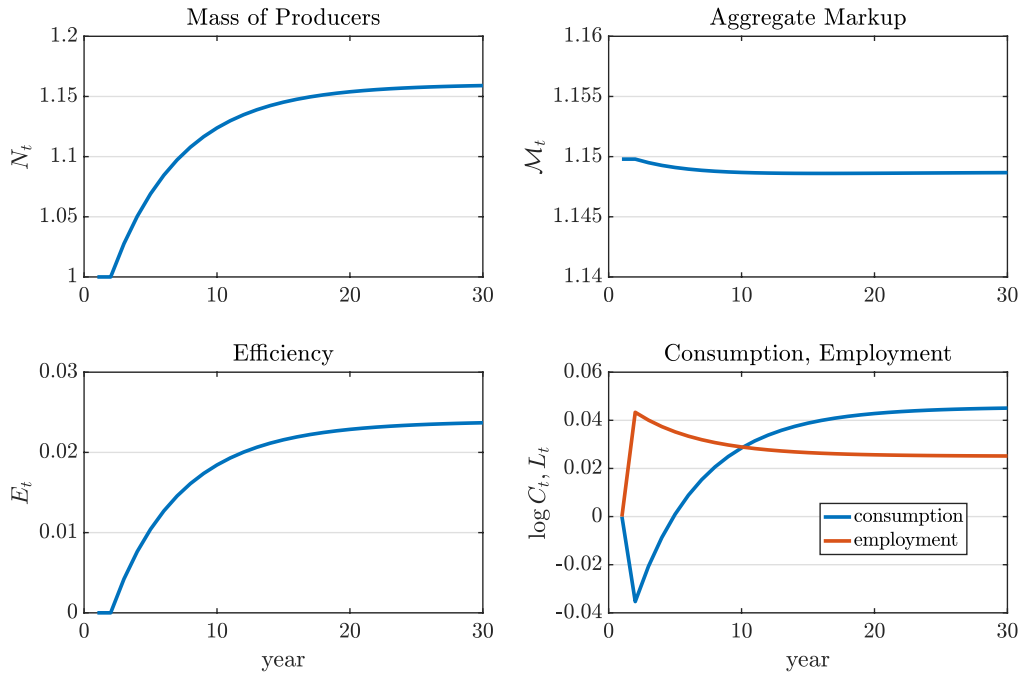 Mass of Producers
1.2
1.15
1.1
1.05
1
N_t
0 10 20 30
Aggregate Markup
1.16
1.155
1.15
1.145
1.14
ℳ_t
0 10 20 30
Efficiency
0.03
0.02
0.01
0
E_t
0 10 20 30
year
Consumption, Employment
0.06
0.04
0.02
0
-0.02
-0.04
log C_t, L_t
consumption
employment
0 10 20 30
year